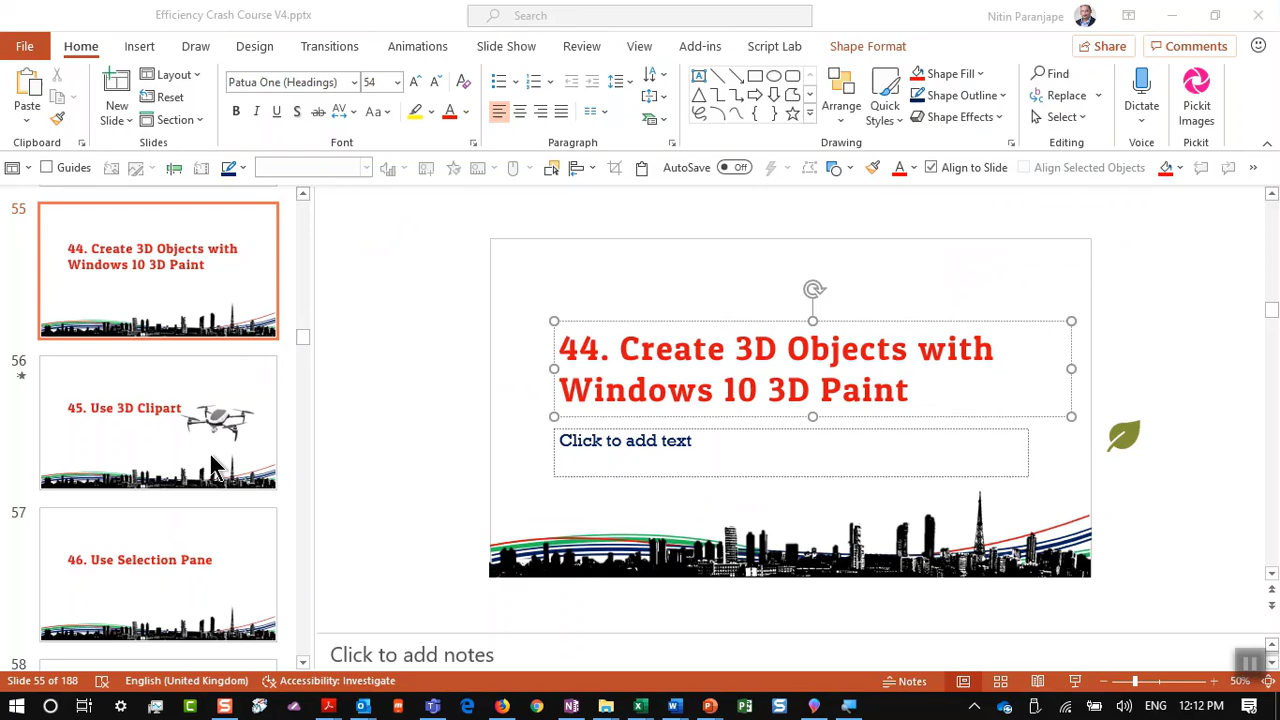 Efficiency Crash Course V4.pptx
Search
Nitin Paranjape
File Home Insert Draw Design Transitions Animations Slide Show Review View Add-ins Script Lab Shape Format Share Comments
Paste
Clipboard
New Slide
Layout
Reset
Section
Slides
Patua One (Headings) 54
B I U S ab AV Aa A
Font
Paragraph
Arrange
Quick Styles
Shape Fill
Shape Outline
Shape Effects
Drawing
Find
Replace
Select
Editing
Dictate
Voice
Pickit Images
Pickit
Guides
AutoSave Off
Align to Slide
Align Selected Objects
55
44. Create 3D Objects with
Windows 10 3D Paint
56
45. Use 3D Clipart
57
46. Use Selection Pane
58
44. Create 3D Objects with
Windows 10 3D Paint
Click to add text
Click to add notes
Slide 55 of 188 English (United Kingdom) Accessibility: Investigate Notes 50%
ENG 12:12 PM